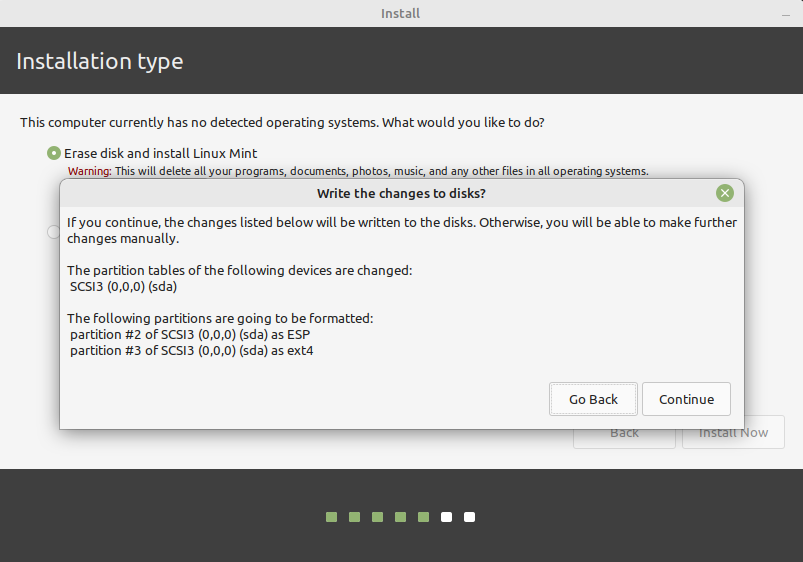 Install
Installation type
This computer currently has no detected operating systems. What would you like to do?
Erase disk and install Linux Mint
Warning: This will delete all your programs, documents, photos, music, and any other files in all operating systems.
Write the changes to disks?
If you continue, the changes listed below will be written to the disks. Otherwise, you will be able to make further
changes manually.
The partition tables of the following devices are changed:
SCSI3 (0,0,0) (sda)
The following partitions are going to be formatted:
partition #2 of SCSI3 (0,0,0) (sda) as ESP
partition #3 of SCSI3 (0,0,0) (sda) as ext4
Go Back
Continue
Back
Install Now